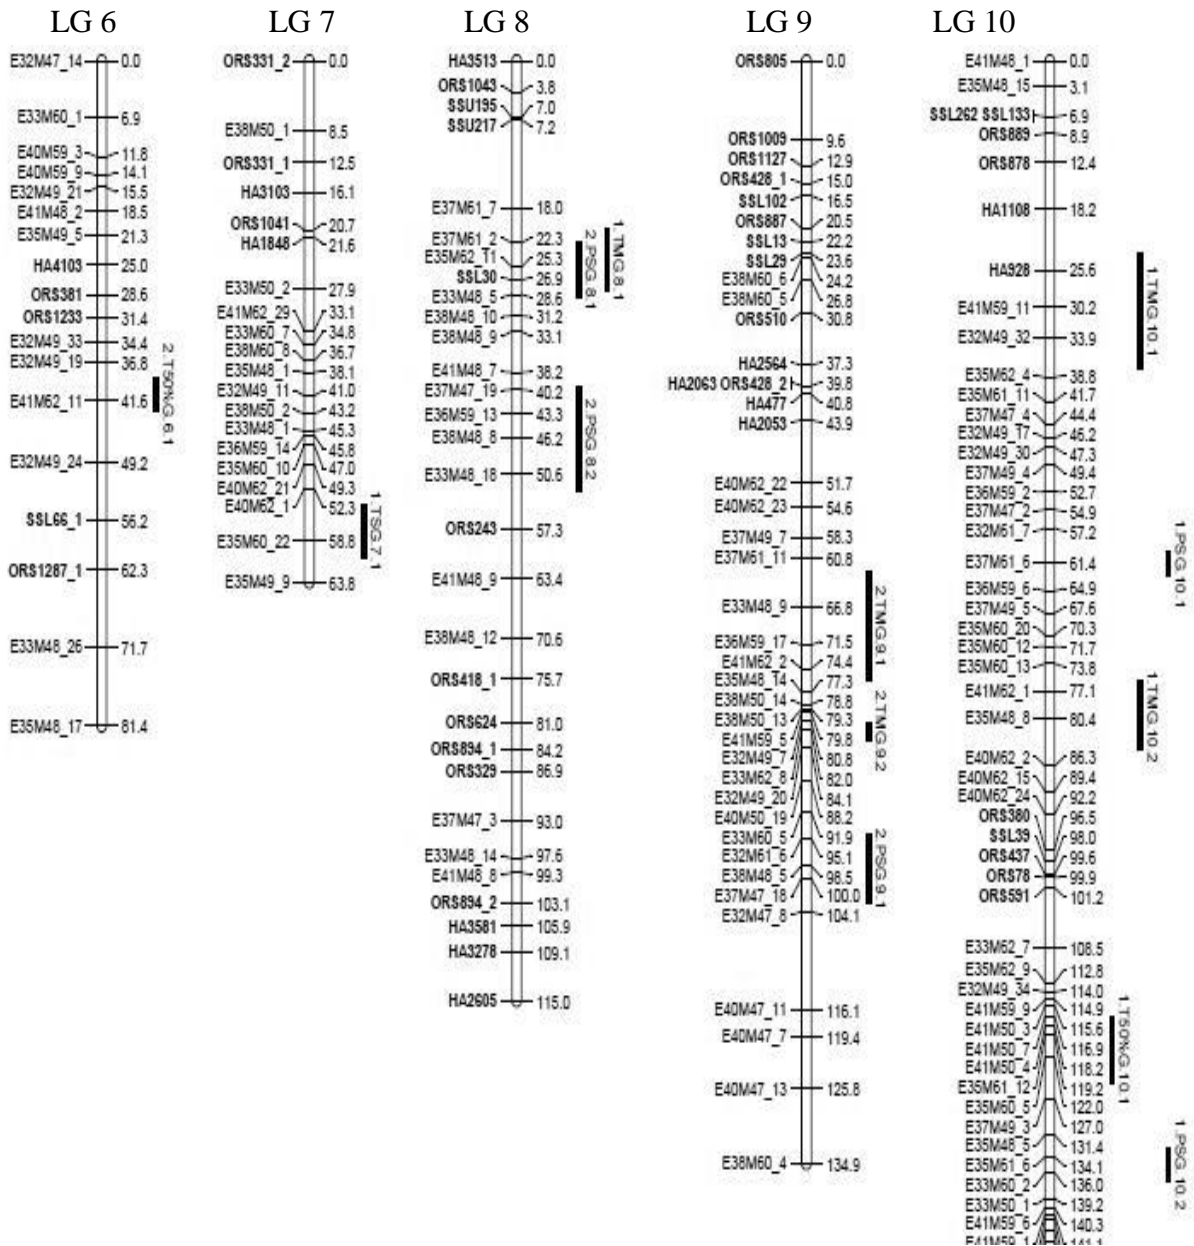 LG 6
E32M47_14 0.0
E33M60_1 6.9
E40M59_3 11.8
E40M59_9 14.1
E32M49_21 15.5
E41M48_2 18.5
E35M49_5 21.3
HA4103 25.0
ORS381 28.6
ORS1233 31.4
E32M49_33 34.4
E32M49_19 36.8
E41M62_11 41.6
E32M49_24 49.2
SSL66_1 56.2
ORS1287_1 62.3
E33M48_26 71.7
E35M48_17 81.4
2.T50%G.6.1
LG 7
ORS331_2 0.0
E38M50_1 8.5
ORS331_1 12.5
HA3103 16.1
ORS1041 20.7
HA1848 21.6
E33M50_2 27.9
E41M62_29 33.1
E33M60_7 34.8
E38M60_8 36.7
E35M48_1 38.1
E32M49_11 41.0
E38M50_2 43.2
E33M48_1 45.3
E36M59_14 45.8
E35M60_10 47.0
E40M62_21 49.3
E40M62_1 52.3
E35M60_22 58.8
E35M49_9 63.8
1.TSG.7.1
LG 8
HA3513 0.0
ORS1043 3.8
SSU195 7.0
SSU217 7.2
E37M61_7 18.0
E37M61_2 22.3
E35M62_11 25.3
SSL30 26.9
E33M48_5 28.6
E38M48_10 31.2
E38M48_9 33.1
E41M48_7 38.2
E37M47_19 40.2
E36M59_13 43.3
E38M48_8 46.2
E33M48_18 50.6
ORS243 57.3
E41M48_9 63.4
E38M48_12 70.6
ORS418_1 75.7
ORS624 81.0
ORS894_1 84.2
ORS329 86.9
E37M47_3 93.0
E33M48_14 97.6
E41M48_8 99.3
ORS894_2 103.1
HA3581 105.9
HA3278 109.1
HA2605 115.0
1.TMG.8.1
2.PSG.8.1
2.PSG.8.2
LG 9
ORS805 0.0
ORS1009 9.6
ORS1127 12.9
ORS428_1 15.0
SSL102 16.5
ORS887 20.5
SSL13 22.2
SSL29 23.6
E38M60_6 24.2
E38M60_5 26.8
ORS510 30.8
HA2564 37.3
HA2063 ORS428_2 39.8
HA477 40.8
HA2053 43.9
E40M62_22 51.7
E40M62_23 54.6
E37M49_7 58.3
E37M61_11 60.8
E33M48_9 66.8
E36M59_17 71.5
E41M62_2 74.4
E35M48_14 77.3
E38M50_14 78.8
E38M50_13 79.3
E41M59_5 79.8
E32M49_7 80.8
E33M62_8 82.0
E32M49_20 84.1
E40M50_19 88.2
E33M60_5 91.9
E32M61_6 95.1
E38M48_5 98.5
E37M47_18 100.0
E32M47_8 104.1
E40M47_11 116.1
E40M47_7 119.4
E40M47_13 125.8
E38M60_4 134.9
2.TMG.9.1
2.TMG.9.2
2.PSG.9.1
LG 10
E41M48_1 0.0
E35M48_15 3.1
SSL262 SSL133 6.9
ORS889 8.9
ORS878 12.4
HA1108 18.2
HA928 25.6
E41M59_11 30.2
E32M49_32 33.9
E35M62_4 38.8
E35M61_11 41.7
E37M47_4 44.4
E32M49_17 46.2
E32M49_30 47.3
E37M49_4 49.4
E36M59_2 52.7
E37M47_2 54.9
E32M61_7 57.2
E37M61_6 61.4
E36M59_6 64.9
E37M49_5 67.6
E35M60_20 70.3
E35M60_12 71.7
E35M60_13 73.8
E41M62_1 77.1
E35M48_8 80.4
E40M62_2 86.3
E40M62_15 89.4
E40M62_24 92.2
ORS380 96.5
SSL39 98.0
ORS437 99.6
ORS78 99.9
ORS591 101.2
E33M62_7 108.5
E35M62_9 112.8
E32M49_34 114.0
E41M59_9 114.9
E41M50_3 115.6
E41M50_7 116.9
E41M50_4 118.2
E35M61_12 119.2
E35M60_5 122.0
E37M49_3 127.0
E35M48_5 131.4
E35M61_6 134.1
E33M60_2 136.0
E33M50_1 139.2
E41M59_6 140.3
E41M59_1 141.1
1.TMG.10.1
1.PSG.10.1
1.TMG.10.2
1.T50%G.10.1
1.PSG.10.2